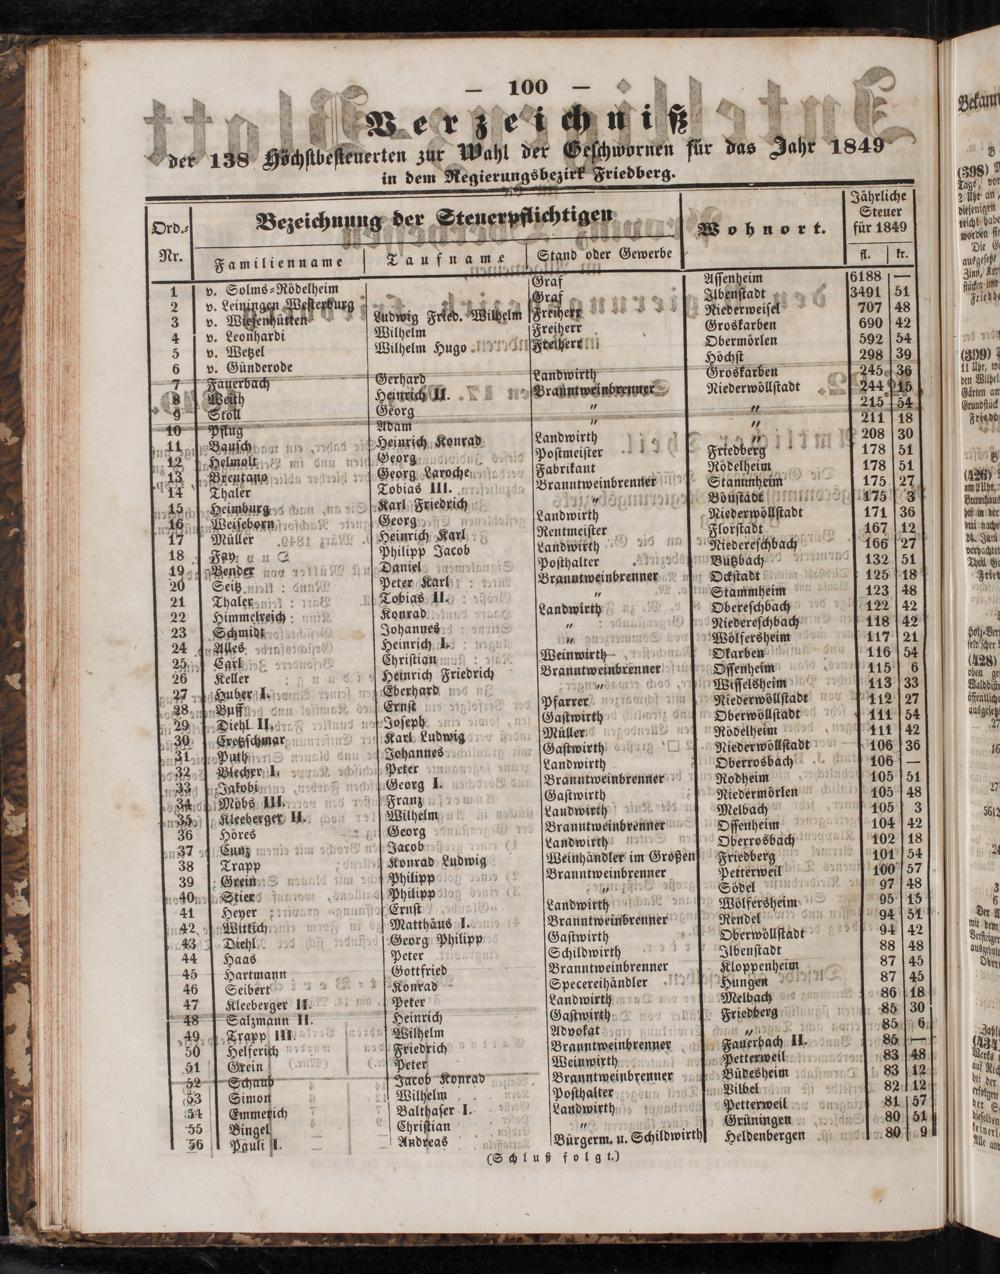 — 100 —
Verzeichniß
der 138 Höchstbesteuerten zur Wahl der Geschwornen für das Jahr 1849
in dem Regierungsbezirk Friedberg.
Ord.-Nr. Bezeichnung der Steuerpflichtigen Wohnort. Jährliche Steuer für 1849
Familienname Taufname Stand oder Gewerbe fl. kr.
1 v. Solms-Rödelheim Graf Assenheim 6188 —
2 v. Leiningen Westerburg Graf Ilbenstadt 3491 51
3 v. Wiesenhütten Ludwig Fried. Wilhelm Freiherr Niederweisel 707 48
4 v. Leonhardi Wilhelm Freiherr Groskarben 690 42
5 v. Wetzel Wilhelm Hugo Freiherr Obermörlen 592 54
6 v. Günderode Höchst 298 39
7 Fauerbach Gerhard Landwirth Groskarben 245 36
8 Weith Heinrich II. Branntweinbrenner Niederwöllstadt 244 15
9 Stoll Georg " " 215 54
10 Pflug Adam " " 211 18
11 Bausch Heinrich Konrad Landwirth " 208 30
12 Helmolt Georg Postmeister Friedberg 178 51
13 Brentano Georg Laroche Fabrikant Rödelheim 178 51
14 Thaler Tobias III. Branntweinbrenner Stammheim 175 27
15 Heimburg Karl Friedrich " Bönstadt 175 3
16 Weiseborn Georg Landwirth Niederwöllstadt 171 36
17 Müller Heinrich Karl Rentmeister Florstadt 167 12
18 Fay Philipp Jacob Landwirth Niedereschbach 166 27
19 Bender Daniel Posthalter Butzbach 132 51
20 Seitz Peter Karl Branntweinbrenner Ockstadt 125 18
21 Thaler Tobias II. " Stammheim 123 48
22 Himmelreich Konrad Landwirth Obereschbach 122 42
23 Schmidt Johannes " Niedereschbach 118 42
24 Alles Heinrich I. " Wölfersheim 117 21
25 Carl Christian Weinwirth Okarben 116 54
26 Keller Heinrich Friedrich Branntweinbrenner Ossenheim 115 6
27 Huber I. Eberhard " Wisselsheim 113 33
28 Buff Ernst Pfarrer Niederwöllstadt 112 27
29 Diehl II. Joseph Gastwirth Oberwöllstadt 111 54
30 Cretzschmar Karl Ludwig Müller Rödelheim 111 42
31 Puth Johannes Gastwirth Niederwöllstadt 106 36
32 Blecher I. Peter Landwirth Oberrosbach 106 —
33 Jakobi Georg I. Branntweinbrenner Rodheim 105 51
34 Möbs III. Franz Gastwirth Niedermörlen 105 48
35 Kleeberger II. Wilhelm Landwirth Melbach 105 3
36 Höres Georg Branntweinbrenner Ossenheim 104 42
37 Cunz Jacob Landwirth Oberrosbach 102 18
38 Trapp Konrad Ludwig Weinhändler im Großen Friedberg 101 54
39 Grein Philipp Branntweinbrenner Petterweil 100 57
40 Stier Philipp " Södel 97 48
41 Heyer Ernst Landwirth Wölfersheim 95 15
42 Wittich Matthäus I. Branntweinbrenner Rendel 94 51
43 Diehl Georg Philipp Gastwirth Oberwöllstadt 94 42
44 Haas Peter Schildwirth Ilbenstadt 88 48
45 Hartmann Gottfried Branntweinbrenner Kloppenheim 87 45
46 Seibert Konrad Specereihändler Hungen 87 45
47 Kleeberger II. Peter Landwirth Melbach 86 18
48 Salzmann II. Heinrich Gastwirth Friedberg 85 30
49 Trapp III. Wilhelm Advokat " 85 6
50 Helferich Friedrich Branntweinbrenner Fauerbach II. 85 —
51 Grein Peter Weinwirth Petterweil 83 48
52 Schaub Jacob Konrad Branntweinbrenner Büdesheim 83 12
53 Simon Wilhelm Posthalter Vilbel 82 12
54 Emmerich Balthaser I. Landwirth Petterweil 81 57
55 Bingel Christian " Grüningen 80 51
56 Pauli I. Andreas Bürgerm. u. Schildwirth Heldenbergen 80 9
(Schluß folgt.)